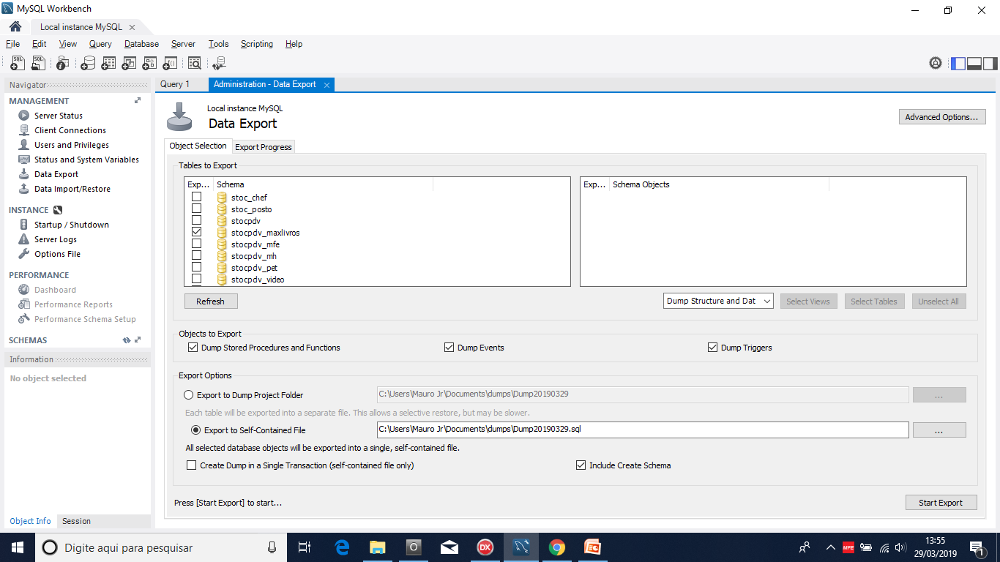 MySQL Workbench
Local instance MySQL
File Edit View Query Database Server Tools Scripting Help
Navigator
MANAGEMENT
Server Status
Client Connections
Users and Privileges
Status and System Variables
Data Export
Data Import/Restore
INSTANCE
Startup / Shutdown
Server Logs
Options File
PERFORMANCE
Dashboard
Performance Reports
Performance Schema Setup
SCHEMAS
Information
No object selected
Object Info Session
Query 1 Administration - Data Export
Local instance MySQL
Data Export
Advanced Options...
Object Selection Export Progress
Tables to Export
Exp... Schema
stoc_chef
stoc_posto
stocpdv
stocpdv_maxlivros
stocpdv_mfe
stocpdv_mh
stocpdv_pet
stocpdv_video
Exp... Schema Objects
Refresh Dump Structure and Dat Select Views Select Tables Unselect All
Objects to Export
Dump Stored Procedures and Functions Dump Events Dump Triggers
Export Options
Export to Dump Project Folder C:\Users\Mauro Jr\Documents\dumps\Dump20190329 ...
Each table will be exported into a separate file. This allows a selective restore, but may be slower.
Export to Self-Contained File C:\Users\Mauro Jr\Documents\dumps\Dump20190329.sql ...
All selected database objects will be exported into a single, self-contained file.
Create Dump in a Single Transaction (self-contained file only) Include Create Schema
Press [Start Export] to start... Start Export
Digite aqui para pesquisar
DX
MFE
13:55
29/03/2019
1